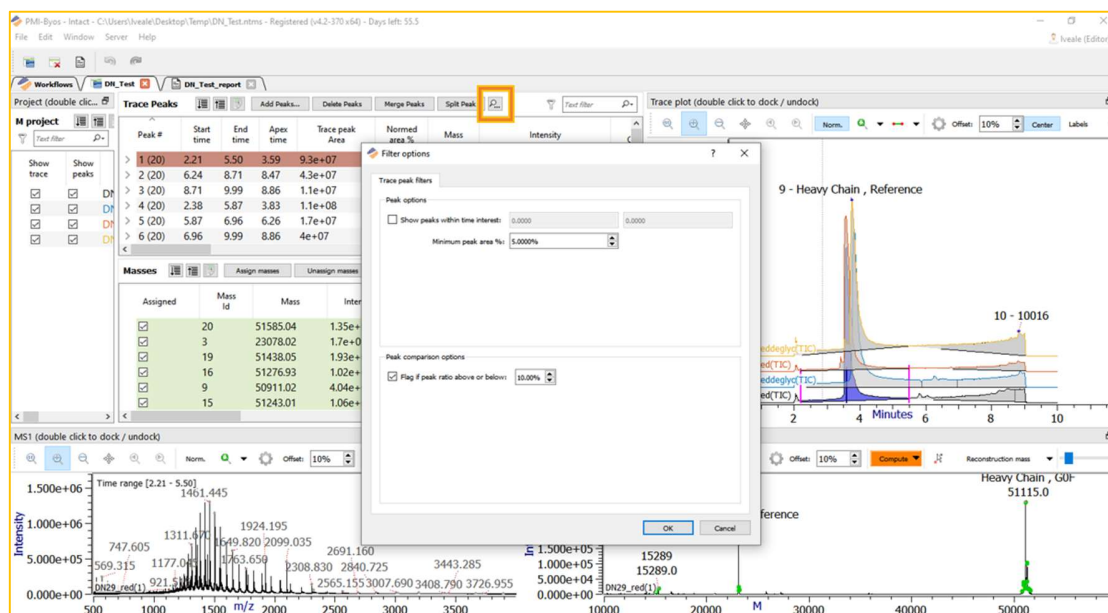 PMI-Byos - Intact - C:\Users\lveale\Desktop\Temp\DN_Test.ntms - Registered (v4.2-370 x64) - Days left: 55.5
File Edit Window Server Help
lveale (Editor
Workflows DN_Test DN_Test_report
Project (double clic...
M project
Text filter
Show trace Show peaks
Trace Peaks Add Peaks... Delete Peaks Merge Peaks Split Peak Text filter
Peak # Start time End time Apex time Trace peak Area Normed area % Mass Intensity
1 (20) 2.21 5.50 3.59 9.3e+07
2 (20) 6.24 8.71 8.47 4.3e+07
3 (20) 8.71 9.99 8.86 1.1e+07
4 (20) 2.38 5.87 3.83 1.1e+08
5 (20) 5.87 6.96 6.26 1.7e+07
6 (20) 6.96 9.99 8.86 4e+07
Masses Assign masses Unassign masses
Assigned Mass Id Mass Inter
20 51585.04 1.35e+
3 23078.02 1.7e+0
19 51438.05 1.93e+
16 51276.93 1.02e+
9 50911.02 4.04e+
15 51243.01 1.06e+
Filter options
Trace peak filters
Peak options
Show peaks within time interest: 0.0000 0.0000
Minimum peak area %: 5.0000%
Peak comparison options
Flag if peak ratio above or below: 10.00%
OK Cancel
Trace plot (double click to dock / undock)
Norm. Offset: 10% Center Labels
9 - Heavy Chain , Reference
10 - 10016
eddeglyc(TIC)
ed(TIC)
eddeglyc(TIC)
ed(TIC)
2 4 6 8 10
Minutes
MS1 (double click to dock / undock)
Norm. Offset: 10%
Time range [2.21 - 5.50]
Intensity
1.500e+06
1.000e+06
5.000e+05
0.000e+00
569.315
747.605
1177.045
1311.670
1461.445
1649.820
1763.650
1924.195
2099.035
2308.830
2565.155
2691.160
2840.725
3007.690
3408.790
3443.285
3726.955
DN29_red(1)
500 1000 1500 2000 2500 3000 3500
m/z
Offset: 10% Compute Reconstruction mass
ference
Heavy Chain , G0F
51115.0
1.500e+05
1.000e+05
5.000e+04
0.000e+00
15289
15289.0
DN29_red(1)
10000 20000 30000 40000 50000
M